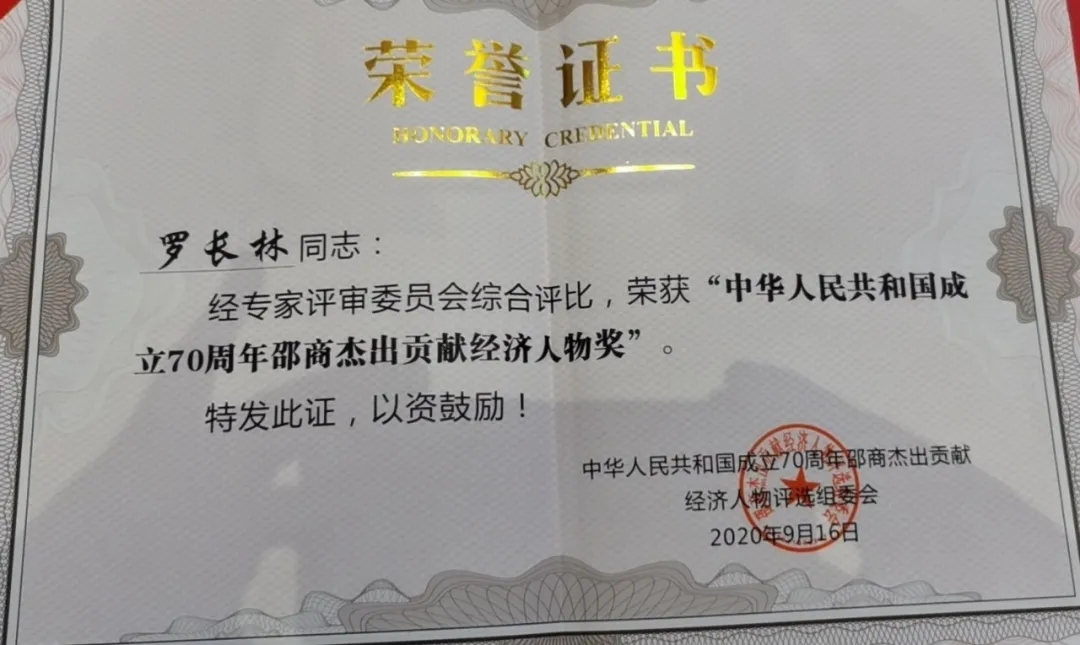 荣誉证书
HONORARY CREDENTIAL
罗长林同志：
经专家评审委员会综合评比，荣获“中华人民共和国成
立70周年邵商杰出贡献经济人物奖”。
特发此证，以资鼓励！
中华人民共和国成立70周年邵商杰出贡献
经济人物评选组委会
2020年9月16日